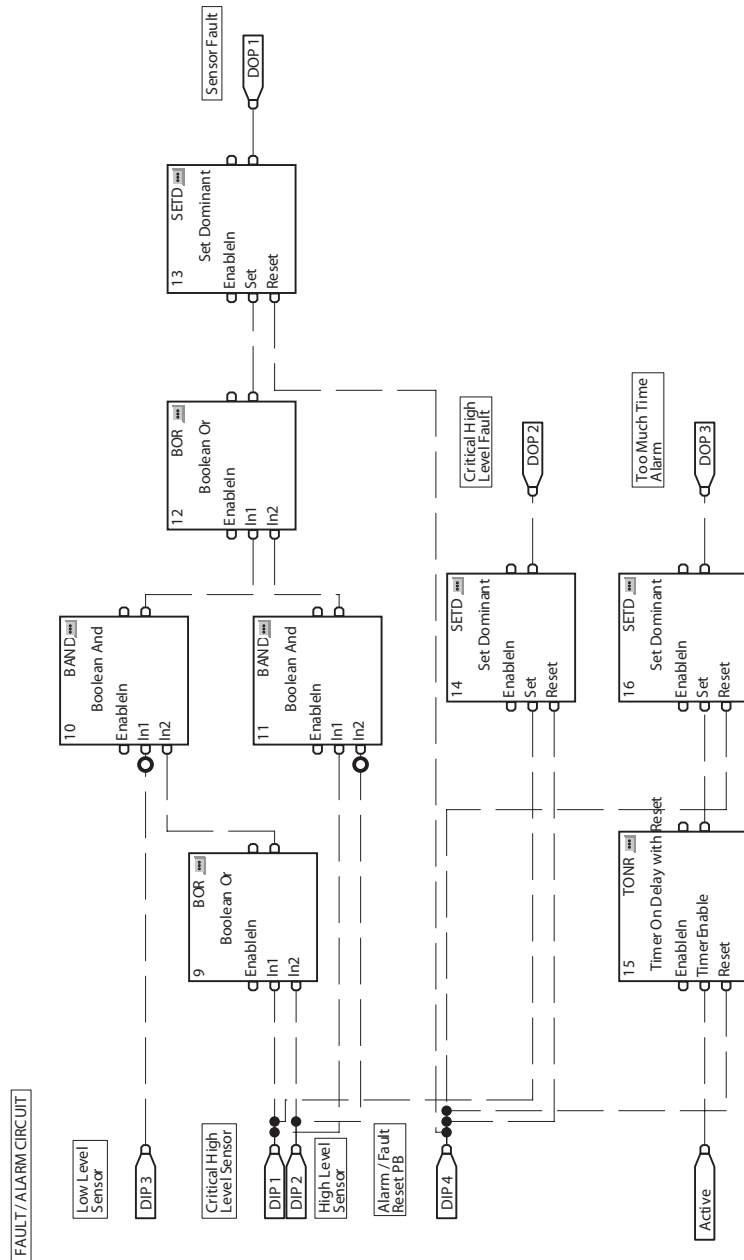 FAULT / ALARM CIRCUIT
Low Level
Sensor
DIP 3
Critical High
Level Sensor
DIP 1
DIP 2
High Level
Sensor
Alarm / Fault
Reset PB
DIP 4
Active
9
BOR
Boolean Or
EnableIn
In1
In2
10
BAND
Boolean And
EnableIn
In1
In2
11
BAND
Boolean And
EnableIn
In1
In2
12
BOR
Boolean Or
EnableIn
In1
In2
13
SETD
Set Dominant
EnableIn
Set
Reset
Sensor Fault
DOP 1
14
SETD
Set Dominant
EnableIn
Set
Reset
Critical High
Level Fault
DOP 2
15
TONR
Timer On Delay with Reset
EnableIn
TimerEnable
Reset
16
SETD
Set Dominant
EnableIn
Set
Reset
Too Much Time
Alarm
DOP 3